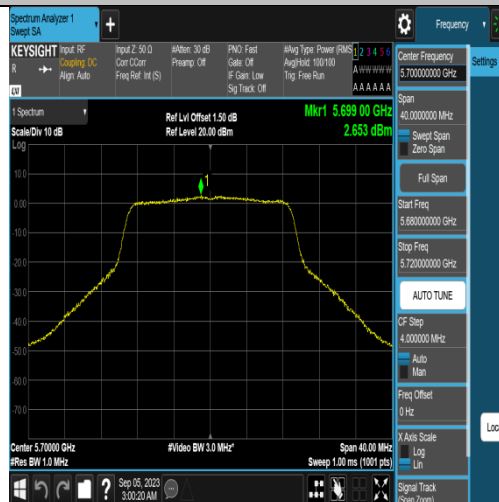 Spectrum Analyzer 1
Swept SA
Frequency
KEYSIGHT
R
Input: RF
Coupling: DC
Align: Auto
Input Z: 50 Ω
Corr CCorr
Freq Ref: Int (S)
#Atten: 30 dB
Preamp: Off
PNO: Fast
Gate: Off
IF Gain: Low
Sig Track: Off
#Avg Type: Power (RMS
Avg|Hold: 100/100
Trig: Free Run
1 2 3 4 5 6
A W W W W W
A A A A A A
LV
1 Spectrum
Scale/Div 10 dB
Ref Lvl Offset 1.50 dB
Ref Level 20.00 dBm
Mkr1 5.699 00 GHz
2.653 dBm
Log
10.0
0.00
-10.0
-20.0
-30.0
-40.0
-50.0
-60.0
-70.0
1
Center 5.70000 GHz
#Res BW 1.0 MHz
#Video BW 3.0 MHz*
Span 40.00 MHz
Sweep 1.00 ms (1001 pts)
Sep 05, 2023
3:00:20 AM
?
Center Frequency
5.700000000 GHz
Settings
Span
40.0000000 MHz
Swept Span
Zero Span
Full Span
Start Freq
5.680000000 GHz
Stop Freq
5.720000000 GHz
AUTO TUNE
CF Step
4.000000 MHz
Auto
Man
Freq Offset
0 Hz
X Axis Scale
Log
Lin
Loca
Signal Track
(Span Zoom)